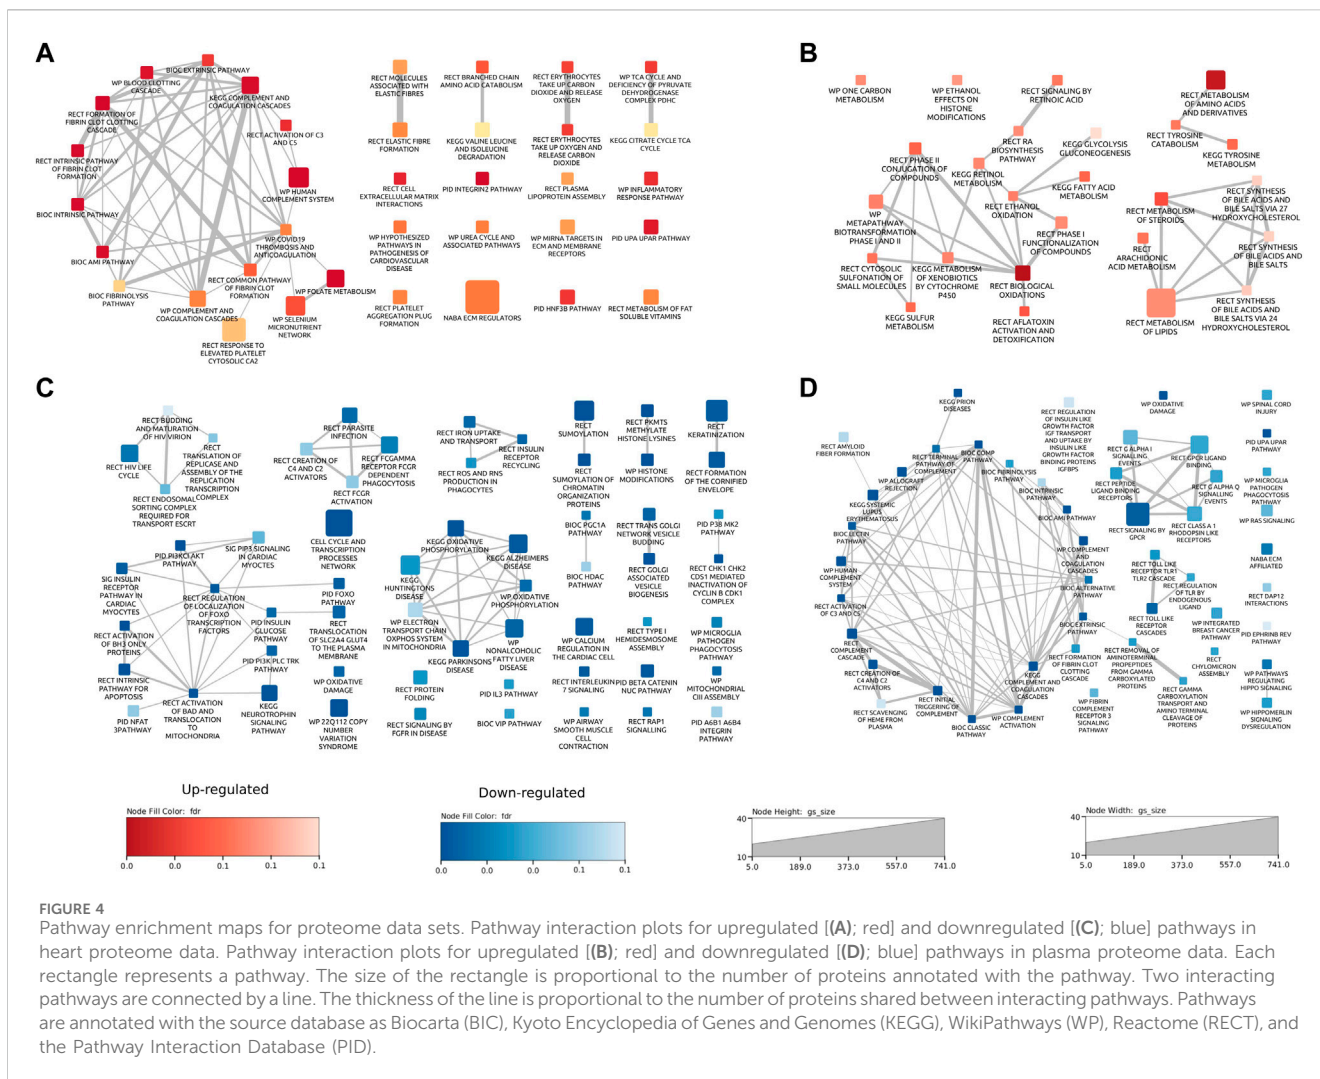 A
BIOC EXTRINSIC PATHWAY
WP BLOOD CLOTTING
CASCADE
KEGG COMPLEMENT AND
COAGULATION CASCADES
RECT FORMATION OF
FIBRIN CLOT CLOTTING
CASCADE
RECT ACTIVATION OF C3
AND C5
RECT INTRINSIC PATHWAY
OF FIBRIN CLOT
FORMATION
WP HUMAN
COMPLEMENT SYSTEM
BIOC INTRINSIC PATHWAY
WP COVID19
THROMBOSIS AND
ANTICOAGULATION
BIOC AMI PATHWAY
RECT COMMON PATHWAY
OF FIBRIN CLOT
FORMATION
WP FOLATE METABOLISM
BIOC FIBRINOLYSIS
PATHWAY
WP COMPLEMENT AND
COAGULATION CASCADES
WP SELENIUM
MICRONUTRIENT
NETWORK
RECT RESPONSE TO
ELEVATED PLATELET
CYTOSOLIC CA2
RECT MOLECULES
ASSOCIATED WITH
ELASTIC FIBRES
RECT BRANCHED CHAIN
AMINO ACID CATABOLISM
RECT ERYTHROCYTES
TAKE UP CARBON
DIOXIDE AND RELEASE
OXYGEN
WP TCA CYCLE AND
DEFICIENCY OF PYRUVATE
DEHYDROGENASE
COMPLEX PDHC
RECT ELASTIC FIBRE
FORMATION
KEGG VALINE LEUCINE
AND ISOLEUCINE
DEGRADATION
RECT ERYTHROCYTES
TAKE UP OXYGEN AND
RELEASE CARBON
DIOXIDE
KEGG CITRATE CYCLE TCA
CYCLE
RECT CELL
EXTRACELLULAR MATRIX
INTERACTIONS
PID INTEGRIN2 PATHWAY
RECT PLASMA
LIPOPROTEIN ASSEMBLY
WP INFLAMMATORY
RESPONSE PATHWAY
WP HYPOTHESIZED
PATHWAYS IN
PATHOGENESIS OF
CARDIOVASCULAR
DISEASE
WP UREA CYCLE AND
ASSOCIATED PATHWAYS
WP MIRNA TARGETS IN
ECM AND MEMBRANE
RECEPTORS
PID UPA UPAR PATHWAY
RECT PLATELET
AGGREGATION PLUG
FORMATION
NABA ECM REGULATORS
PID HNF3B PATHWAY
RECT METABOLISM OF FAT
SOLUBLE VITAMINS
B
WP ONE CARBON
METABOLISM
WP ETHANOL
EFFECTS ON
HISTONE
MODIFICATIONS
RECT SIGNALING BY
RETINOIC ACID
RECT METABOLISM
OF AMINO ACIDS
AND DERIVATIVES
RECT RA
BIOSYNTHESIS
PATHWAY
KEGG GLYCOLYSIS
GLUCONEOGENESIS
RECT TYROSINE
CATABOLISM
KEGG TYROSINE
METABOLISM
RECT PHASE II
CONJUGATION OF
COMPOUNDS
KEGG RETINOL
METABOLISM
KEGG FATTY ACID
METABOLISM
RECT ETHANOL
OXIDATION
RECT SYNTHESIS
OF BILE ACIDS AND
BILE SALTS VIA 27
HYDROXYCHOLESTEROL
RECT METABOLISM
OF STEROIDS
WP
METAPATHWAY
BIOTRANSFORMATION
PHASE I AND II
RECT PHASE I
FUNCTIONALIZATION
OF COMPOUNDS
RECT
ARACHIDONIC
ACID METABOLISM
RECT SYNTHESIS
OF BILE ACIDS AND
BILE SALTS
RECT CYTOSOLIC
SULFONATION OF
SMALL MOLECULES
KEGG METABOLISM
OF XENOBIOTICS
BY CYTOCHROME
P450
RECT BIOLOGICAL
OXIDATIONS
KEGG SULFUR
METABOLISM
RECT AFLATOXIN
ACTIVATION AND
DETOXIFICATION
RECT METABOLISM
OF LIPIDS
RECT SYNTHESIS
OF BILE ACIDS AND
BILE SALTS VIA 24
HYDROXYCHOLESTEROL
C
RECT BUDDING
AND MATURATION
OF HIV VIRION
RECT HIV LIFE
CYCLE
RECT
TRANSLATION OF
REPLICASE AND
ASSEMBLY OF THE
REPLICATION
TRANSCRIPTION
COMPLEX
RECT ENDOSOMAL
SORTING COMPLEX
REQUIRED FOR
TRANSPORT ESCRT
RECT PARASITE
INFECTION
RECT CREATION OF
C4 AND C2
ACTIVATORS
RECT FCGAMMA
RECEPTOR FCGR
DEPENDENT
PHAGOCYTOSIS
RECT FCGR
ACTIVATION
RECT IRON UPTAKE
AND TRANSPORT
RECT INSULIN
RECEPTOR
RECYCLING
RECT ROS AND RNS
PRODUCTION IN
PHAGOCYTES
RECT
SUMOYLATION
RECT
SUMOYLATION OF
CHROMATIN
ORGANIZATION
PROTEINS
RECT PKMTS
METHYLATE
HISTONE LYSINES
WP HISTONE
MODIFICATIONS
RECT
KERATINIZATION
RECT FORMATION
OF THE CORNIFIED
ENVELOPE
CELL CYCLE AND
TRANSCRIPTION
PROCESSES
NETWORK
PID PI3KCI AKT
PATHWAY
SIG PIP3 SIGNALING
IN CARDIAC
MYOCTES
SIG INSULIN
RECEPTOR
PATHWAY IN
CARDIAC
MYOCYTES
RECT REGULATION
OF LOCALIZATION
OF FOXO
TRANSCRIPTION
FACTORS
PID FOXO
PATHWAY
RECT ACTIVATION
OF BH3 ONLY
PROTEINS
PID INSULIN
GLUCOSE
PATHWAY
RECT
TRANSLOCATION OF
SLC2A4 GLUT4
TO THE PLASMA
MEMBRANE
PID PI3K PLC TRK
PATHWAY
RECT INTRINSIC
PATHWAY FOR
APOPTOSIS
WP OXIDATIVE
DAMAGE
RECT ACTIVATION
OF BAD AND
TRANSLOCATION
TO
MITOCHONDRIA
KEGG
NEUROTROPHIN
SIGNALING
PATHWAY
PID NFAT
3PATHWAY
WP 22Q112 COPY
NUMBER
VARIATION
SYNDROME
KEGG OXIDATIVE
PHOSPHORYLATION
KEGG ALZHEIMERS
DISEASE
KEGG
HUNTINGTONS
DISEASE
WP OXIDATIVE
PHOSPHORYLATION
WP ELECTRON
TRANSPORT CHAIN
OXPHOS SYSTEM
IN MITOCHONDRIA
WP
NONALCOHOLIC
FATTY LIVER DISEASE
KEGG PARKINSONS
DISEASE
RECT PROTEIN
FOLDING
PID IL3 PATHWAY
RECT SIGNALING BY
FGFR IN DISEASE
BIOC VIP PATHWAY
BIOC PGC1A
PATHWAY
BIOC HDAC
PATHWAY
RECT TRANS GOLGI
NETWORK VESICLE
BUDDING
RECT GOLGI
ASSOCIATED
VESICLE
BIOGENESIS
PID P38 MK2
PATHWAY
RECT CHK1 CHK2
CDS1 MEDIATED
INACTIVATION OF
CYCLIN B CDK1
COMPLEX
WP CALCIUM
REGULATION IN
THE CARDIAC CELL
RECT TYPE I
HEMIDESMOSOME
ASSEMBLY
WP MICROGLIA
PATHOGEN
PHAGOCYTOSIS
PATHWAY
RECT INTERLEUKIN
7 SIGNALING
PID BETA CATENIN
NUC PATHWAY
WP
MITOCHONDRIAL
CIII ASSEMBLY
WP AIRWAY
SMOOTH MUSCLE
CELL
CONTRACTION
RECT RAP1
SIGNALLING
PID A6B1 A6B4
INTEGRIN
PATHWAY
D
KEGG PRION
DISEASES
RECT AMYLOID
FIBER FORMATION
RECT TERMINAL
PATHWAY OF
COMPLEMENT
BIOC COMP
PATHWAY
WP ALLOGRAFT
REJECTION
BIOC FIBRINOLYSIS
PATHWAY
BIOC INTRINSIC
PATHWAY
KEGG SYSTEMIC
LUPUS
ERYTHEMATOSUS
BIOC AMI PATHWAY
BIOC LECTIN
PATHWAY
WP COMPLEMENT
AND
COAGULATION
CASCADES
WP HUMAN
COMPLEMENT
SYSTEM
BIOC ALTERNATIVE
PATHWAY
RECT ACTIVATION
OF C3 AND C5
BIOC EXTRINSIC
PATHWAY
RECT
COMPLEMENT
CASCADE
RECT FORMATION
OF FIBRIN CLOT
CLOTTING
CASCADE
RECT CREATION OF
C4 AND C2
ACTIVATORS
KEGG
COMPLEMENT AND
COAGULATION CASCADES
RECT INITIAL
TRIGGERING OF
COMPLEMENT
RECT SCAVENGING
OF HEME FROM
PLASMA
BIOC CLASSIC
PATHWAY
WP COMPLEMENT
ACTIVATION
WP FIBRIN
COMPLEMENT
RECEPTOR 3
SIGNALING PATHWAY
RECT REGULATION
OF INSULIN LIKE
GROWTH FACTOR
IGF TRANSPORT
AND UPTAKE BY
INSULIN LIKE
GROWTH FACTOR
BINDING PROTEINS
IGFBPS
WP OXIDATIVE
DAMAGE
RECT G ALPHA I
SIGNALLING
EVENTS
RECT GPCR LIGAND
BINDING
RECT PEPTIDE
LIGAND BINDING
RECEPTORS
RECT G ALPHA Q
SIGNALLING
EVENTS
RECT SIGNALING BY
GPCR
RECT CLASS A 1
RHODOPSIN LIKE
RECEPTORS
RECT TOLL LIKE
RECEPTOR TLR1
TLR2 CASCADE
RECT REGULATION
OF TLR BY
ENDOGENOUS
LIGAND
RECT TOLL LIKE
RECEPTOR
CASCADES
WP INTEGRATED
BREAST CANCER
PATHWAY
RECT REMOVAL OF
AMINOTERMINAL
PROPEPTIDES
FROM GAMMA
CARBOXYLATED
PROTEINS
RECT
CHYLOMICRON
ASSEMBLY
RECT GAMMA
CARBOXYLATION
TRANSPORT AND
AMINO TERMINAL
CLEAVAGE OF
PROTEINS
WP SPINAL CORD
INJURY
PID UPA UPAR
PATHWAY
WP MICROGLIA
PATHOGEN
PHAGOCYTOSIS
PATHWAY
WP RAS SIGNALING
NABA ECM
AFFILIATED
RECT DAP12
INTERACTIONS
PID EPHRINB REV
PATHWAY
WP PATHWAYS
REGULATING
HIPPO SIGNALING
WP HIPPOMERLIN
SIGNALING
DYSREGULATION
Up-regulated
Node Fill Color: fdr
0.0 0.0 0.1 0.1 0.1
Down-regulated
Node Fill Color: fdr
0.0 0.0 0.0 0.1 0.1
Node Height: gs_size
40
10
5.0 189.0 373.0 557.0 741.0
Node Width: gs_size
40
10
5.0 189.0 373.0 557.0 741.0
FIGURE 4
Pathway enrichment maps for proteome data sets. Pathway interaction plots for upregulated [(A); red] and downregulated [(C); blue] pathways in
heart proteome data. Pathway interaction plots for upregulated [(B); red] and downregulated [(D); blue] pathways in plasma proteome data. Each
rectangle represents a pathway. The size of the rectangle is proportional to the number of proteins annotated with the pathway. Two interacting
pathways are connected by a line. The thickness of the line is proportional to the number of proteins shared between interacting pathways. Pathways
are annotated with the source database as Biocarta (BIC), Kyoto Encyclopedia of Genes and Genomes (KEGG), WikiPathways (WP), Reactome (RECT), and
the Pathway Interaction Database (PID).